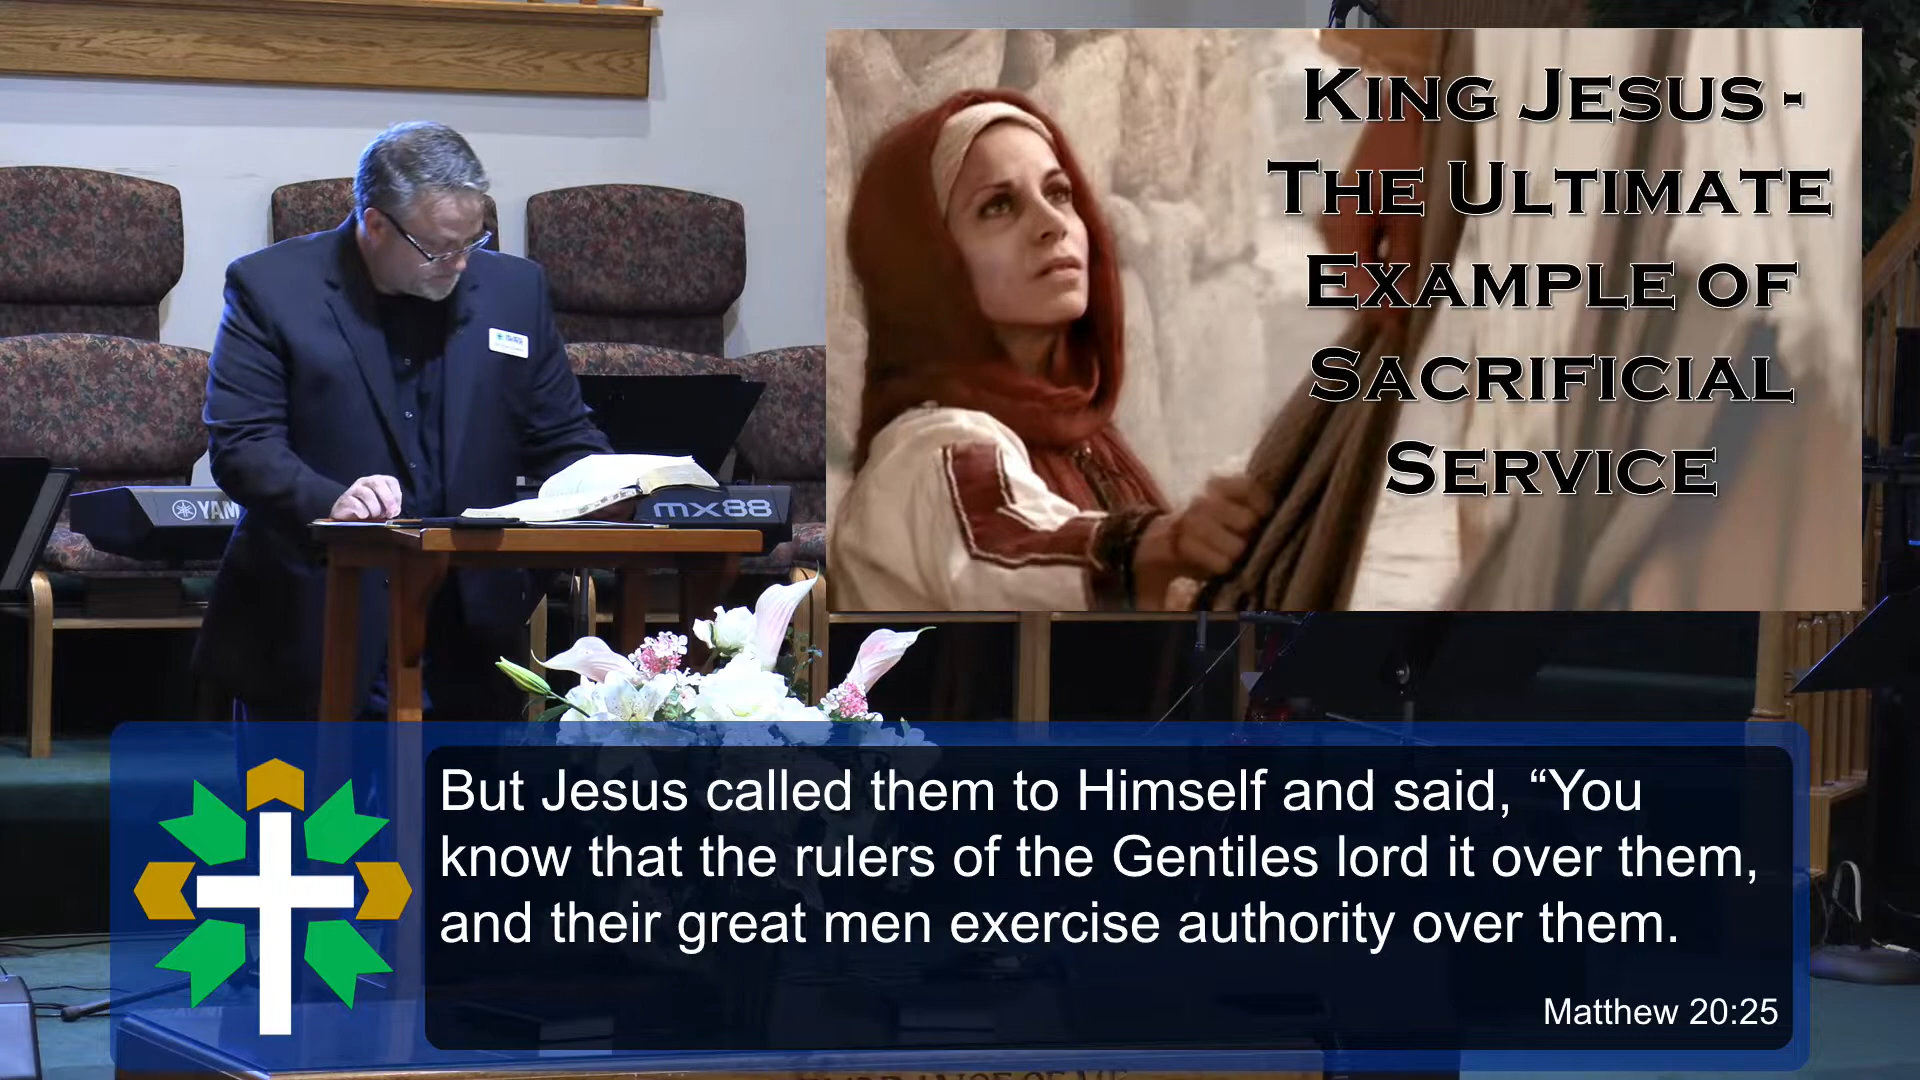 KING JESUS -
THE ULTIMATE
EXAMPLE OF
SACRIFICIAL
SERVICE
YAM
MX88
But Jesus called them to Himself and said, “You
know that the rulers of the Gentiles lord it over them,
and their great men exercise authority over them.
Matthew 20:25